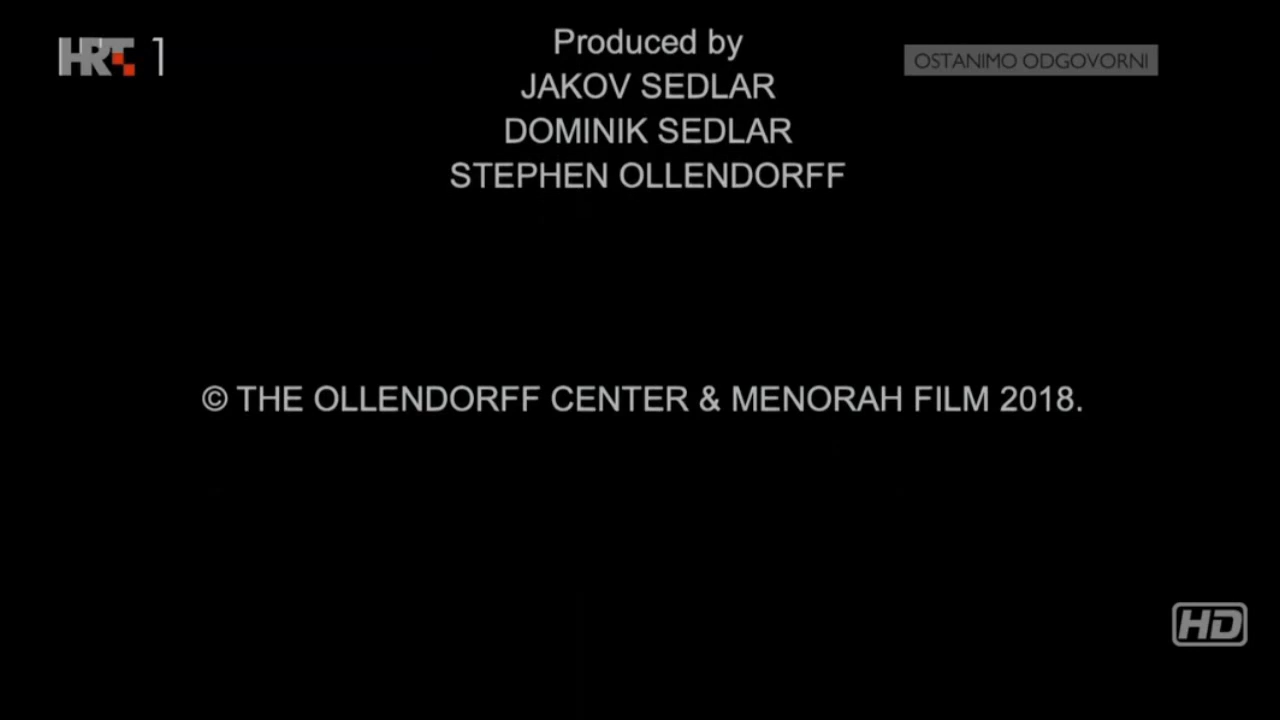 HRT 1
OSTANIMO ODGOVORNI
Produced by
JAKOV SEDLAR
DOMINIK SEDLAR
STEPHEN OLLENDORFF
© THE OLLENDORFF CENTER & MENORAH FILM 2018.
HD